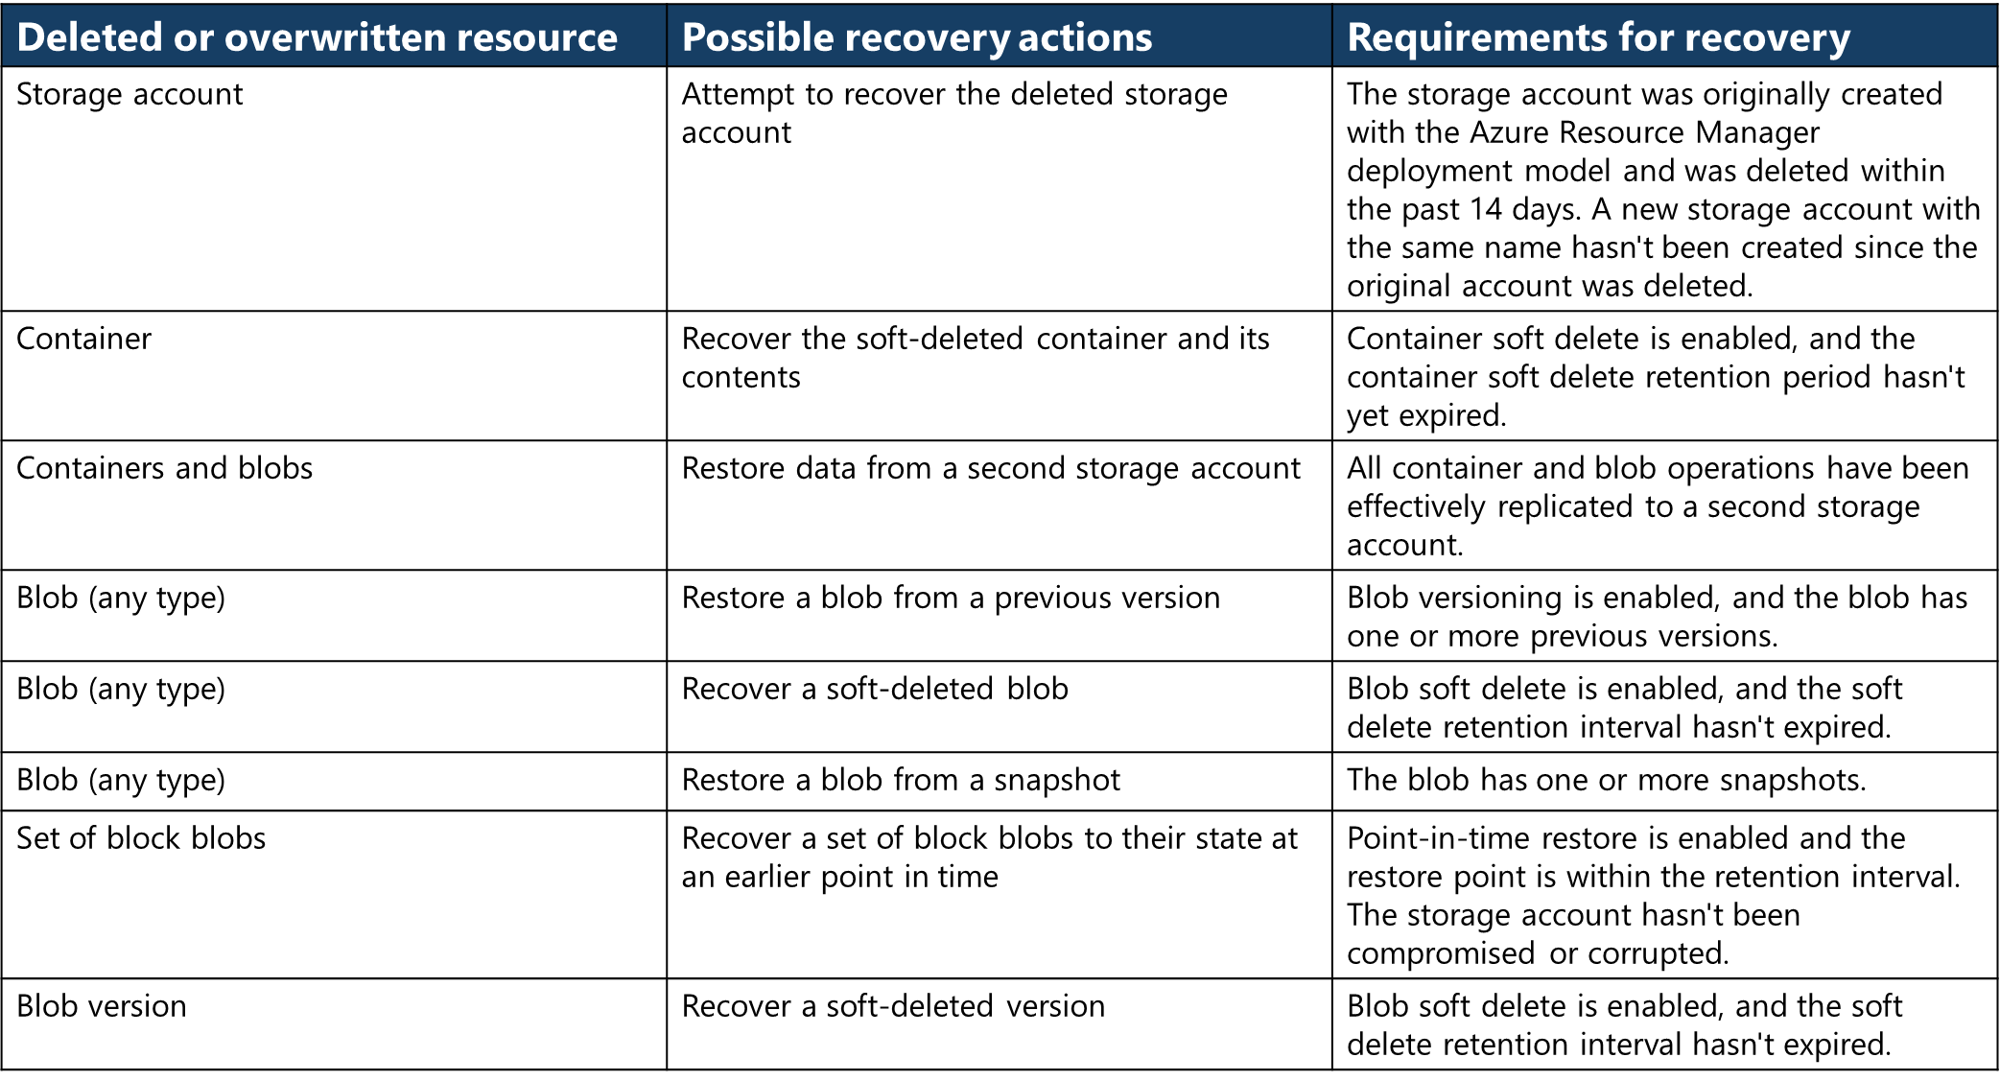 Deleted or overwritten resource
Possible recovery actions
Requirements for recovery
Storage account
Attempt to recover the deleted storage
account
The storage account was originally created
with the Azure Resource Manager
deployment model and was deleted within
the past 14 days. A new storage account with
the same name hasn't been created since the
original account was deleted.
Container
Recover the soft-deleted container and its
contents
Container soft delete is enabled, and the
container soft delete retention period hasn't
yet expired.
Containers and blobs
Restore data from a second storage account
All container and blob operations have been
effectively replicated to a second storage
account.
Blob (any type)
Restore a blob from a previous version
Blob versioning is enabled, and the blob has
one or more previous versions.
Blob (any type)
Recover a soft-deleted blob
Blob soft delete is enabled, and the soft
delete retention interval hasn't expired.
Blob (any type)
Restore a blob from a snapshot
The blob has one or more snapshots.
Set of block blobs
Recover a set of block blobs to their state at
an earlier point in time
Point-in-time restore is enabled and the
restore point is within the retention interval.
The storage account hasn't been
compromised or corrupted.
Blob version
Recover a soft-deleted version
Blob soft delete is enabled, and the soft
delete retention interval hasn't expired.